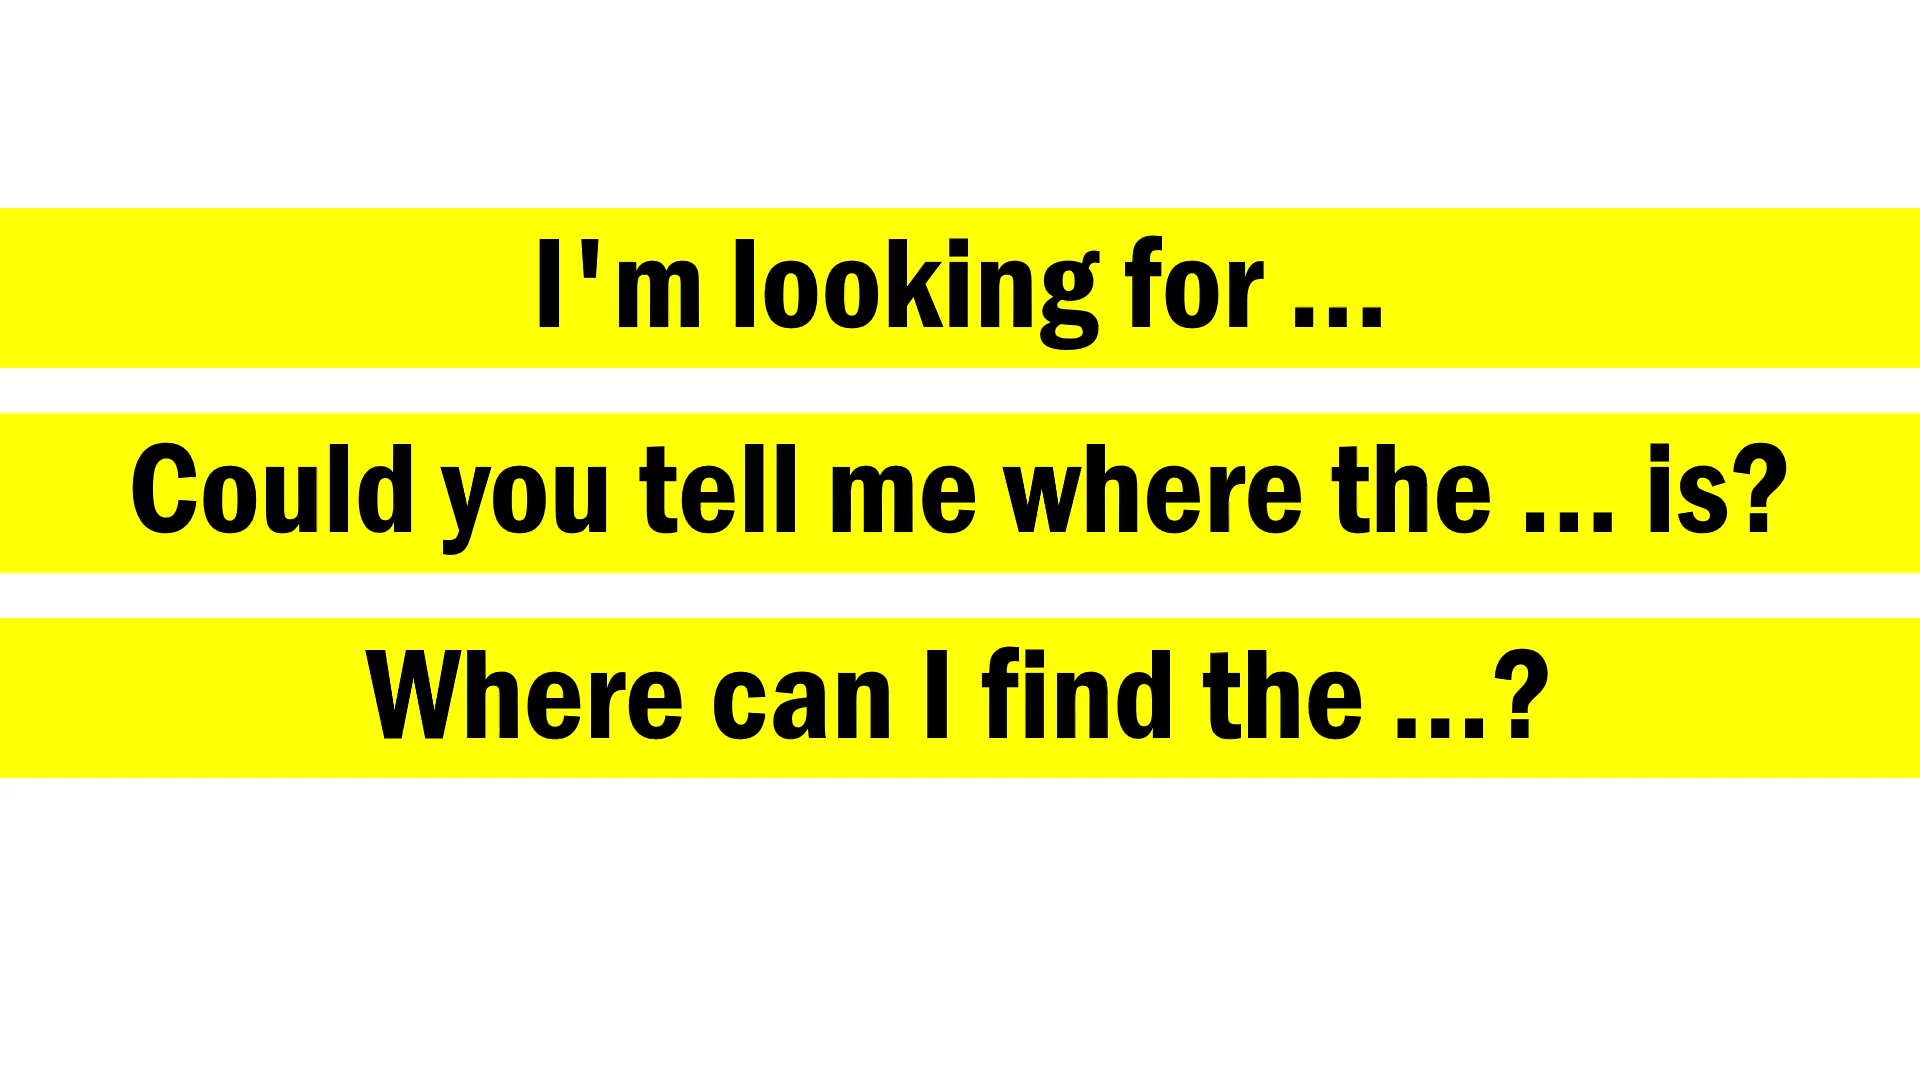 I'm looking for ...
Could you tell me where the ... is?
Where can I find the ...?